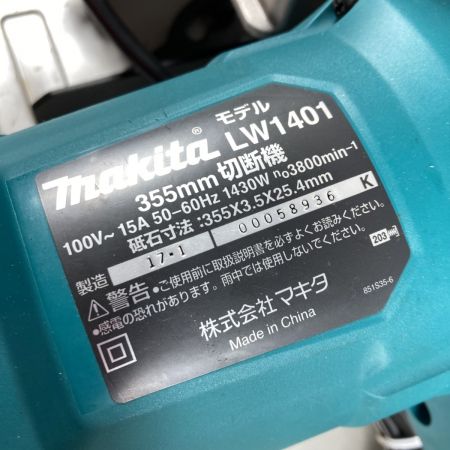 makita® モデル LW1401
355mm 切断機
100V~ 15A 50-60Hz 1430W n₀3800min⁻¹
砥石寸法:355X3.5X25.4mm
製造 17・1 00058936 K
⚠警告 •ご使用前に取扱説明書を必ずよくお読みください。
•感電の恐れがあります。雨中では使用しないでください。
203
株式会社 マキタ
Made in China
851S35-6